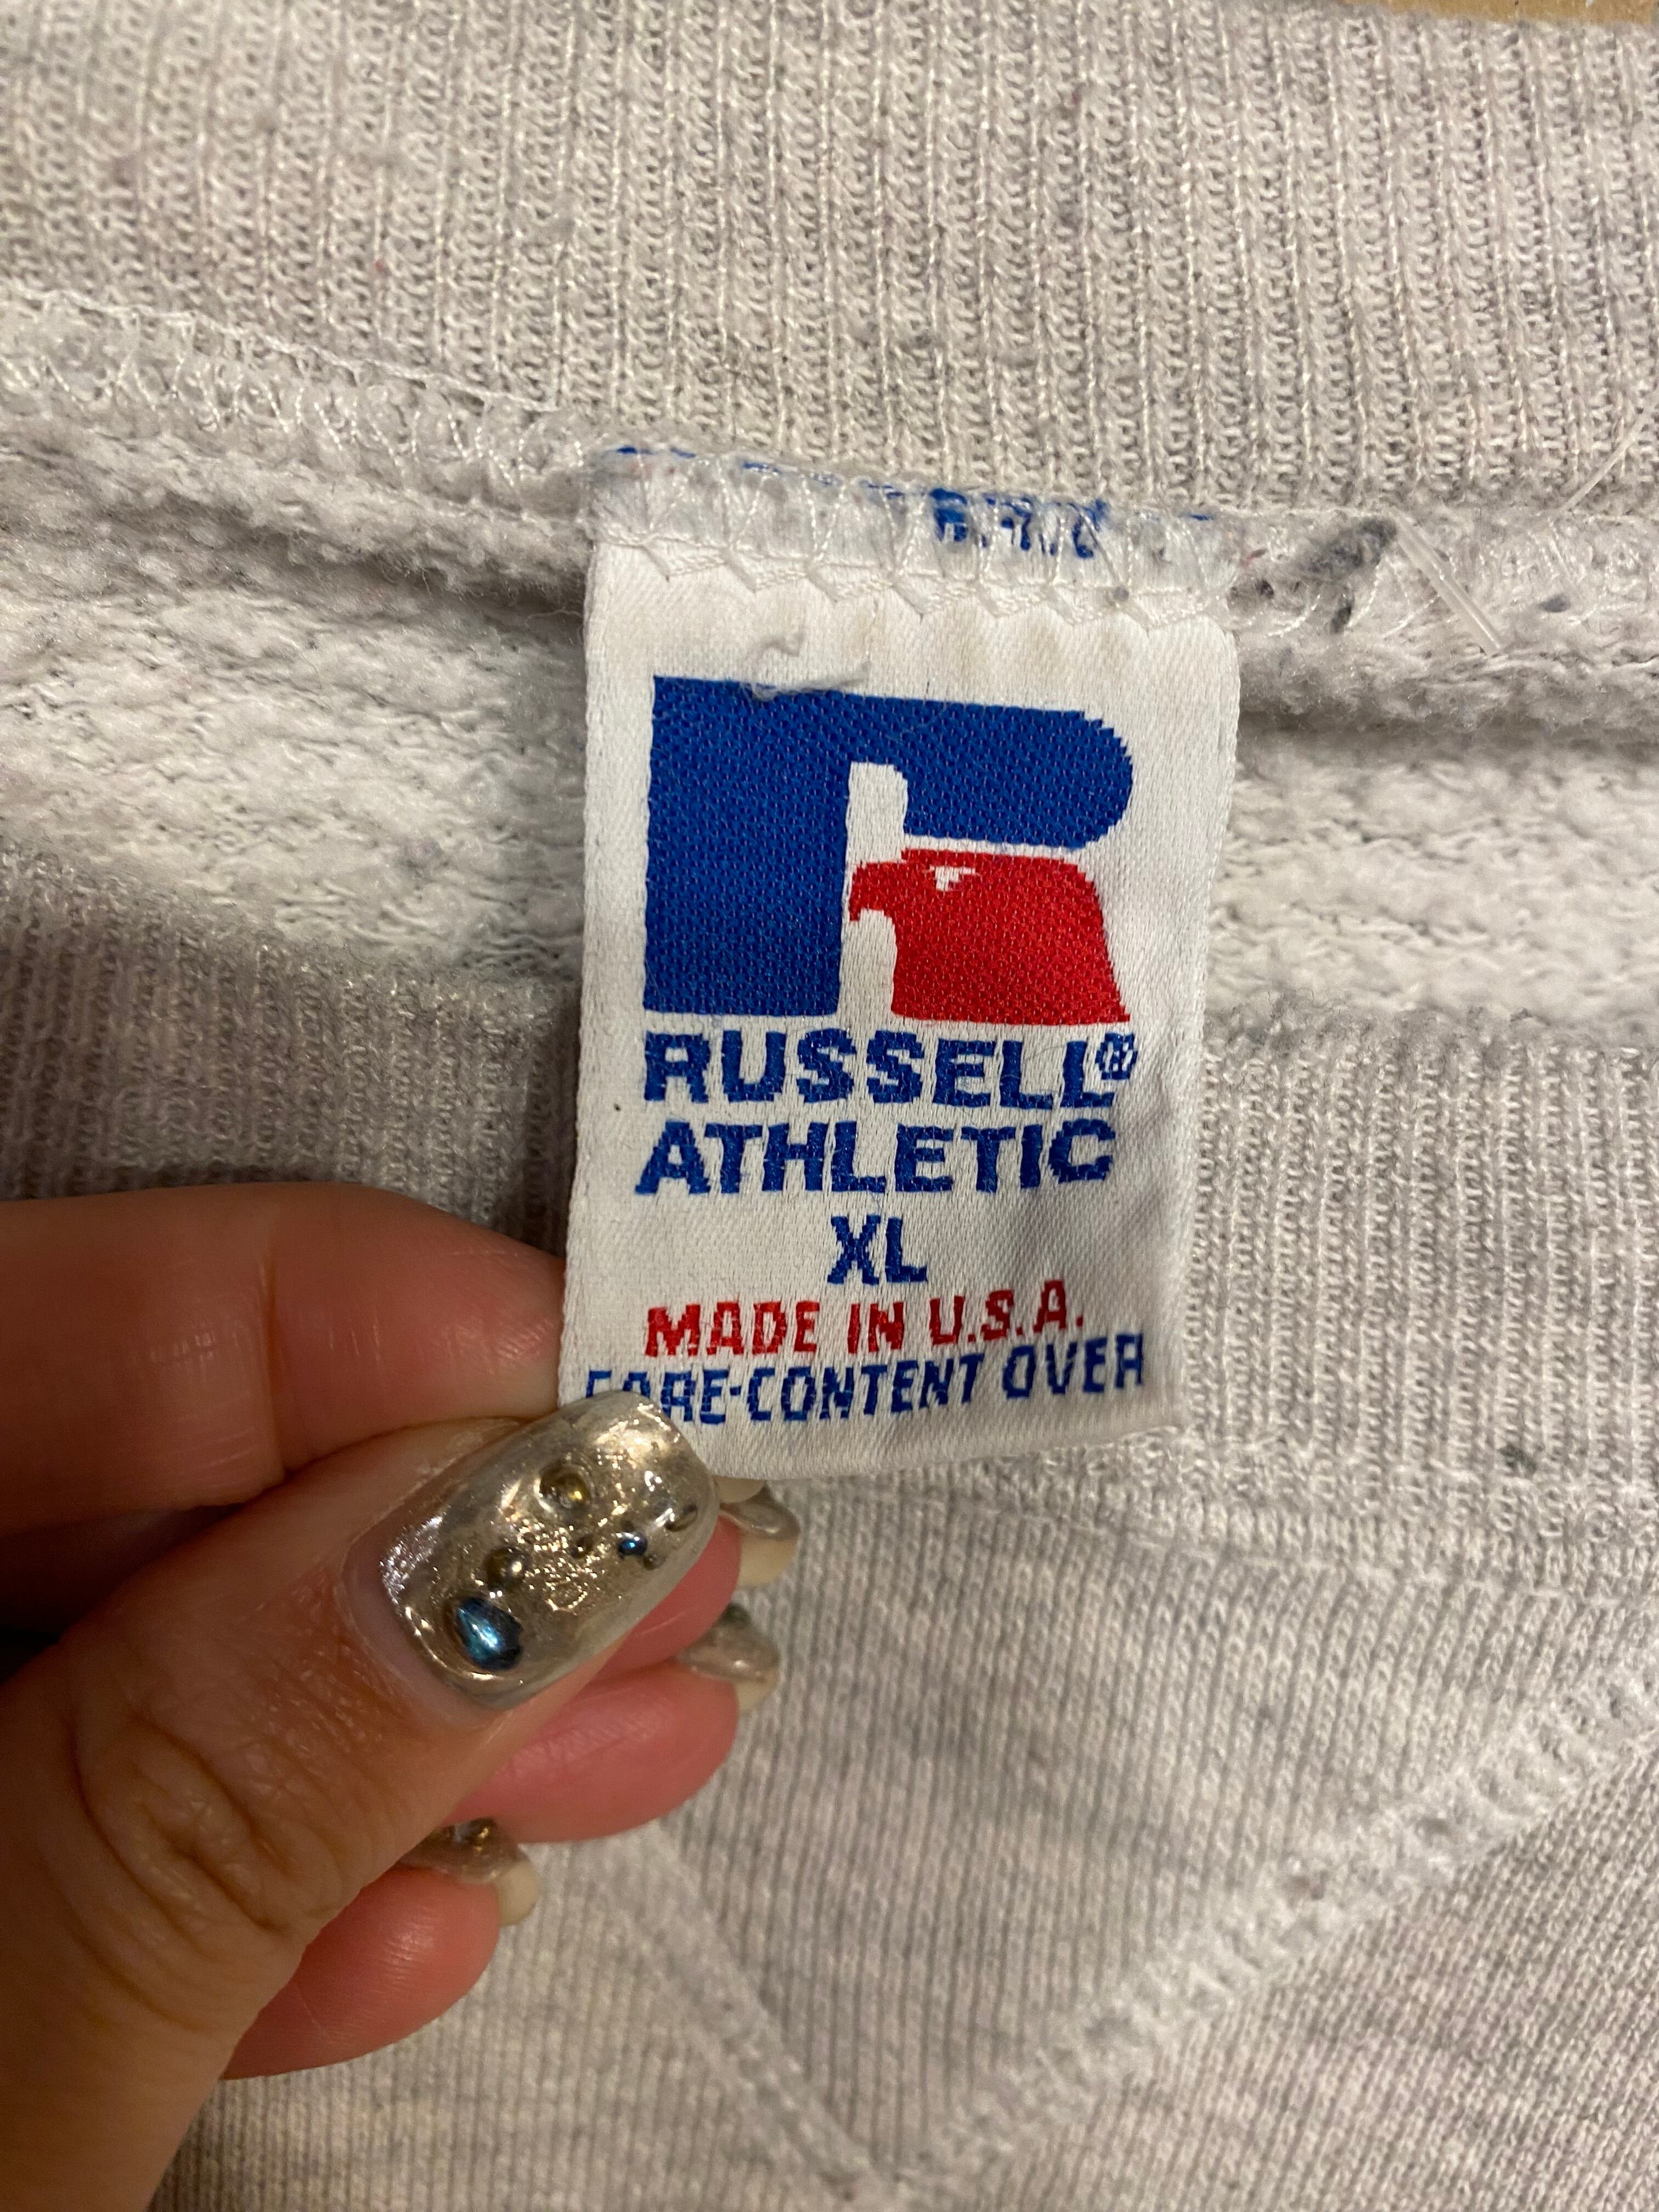 RUSSELL®
ATHLETIC
XL
MADE IN U.S.A.
CARE-CONTENT OVER